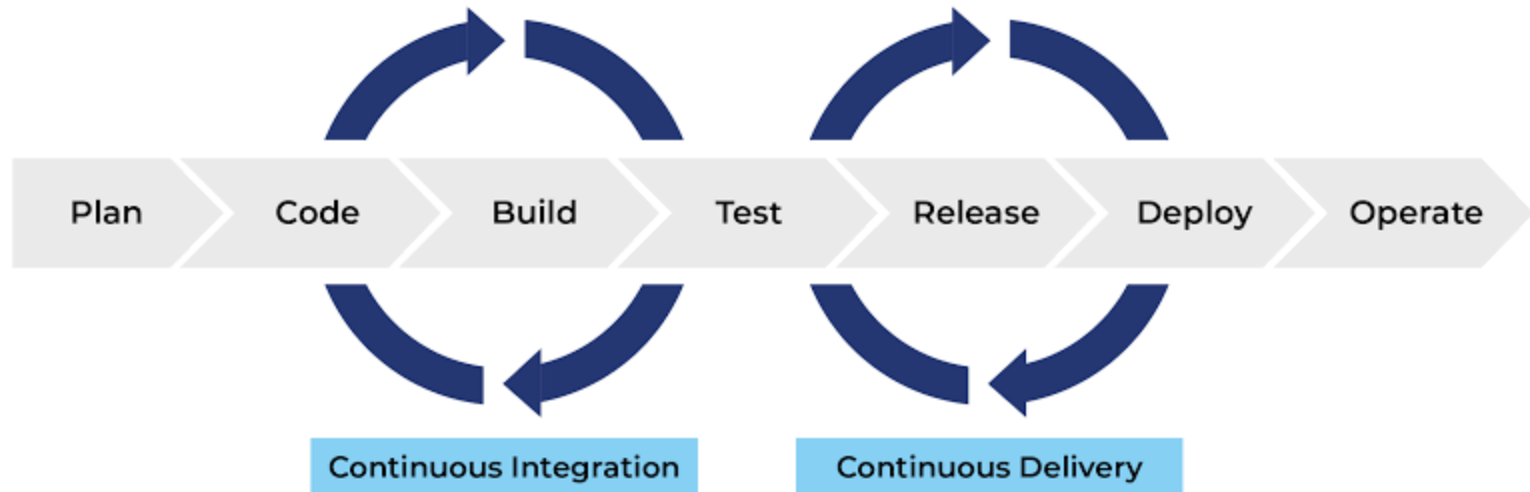 Plan
Code
Build
Test
Release
Deploy
Operate
Continuous Integration
Continuous Delivery